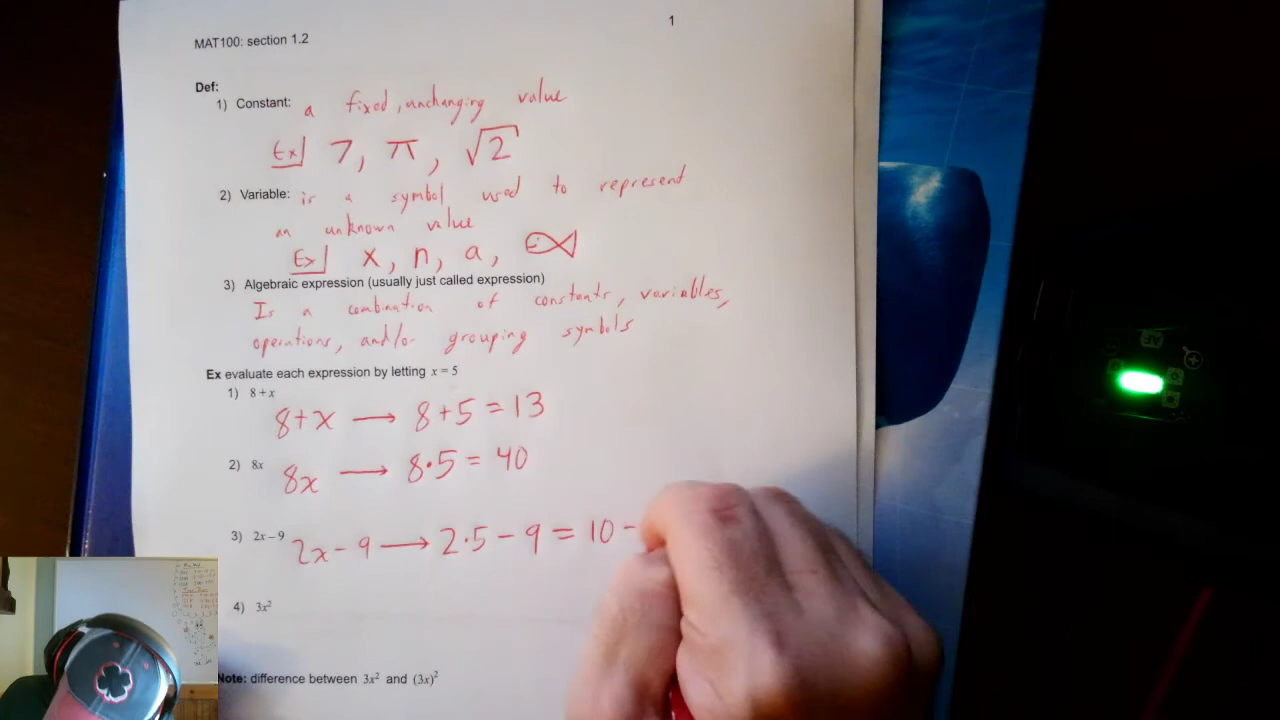 1
MAT100: section 1.2
Def:
1) Constant: a fixed, unchanging value
Ex 7, π, √2
2) Variable: is a symbol used to represent
an unknown value
Ex x, n, a,
3) Algebraic expression (usually just called expression)
Is a combination of constants, variables,
operations, and/or grouping symbols
Ex evaluate each expression by letting x = 5
1) 8 + x
8+x → 8+5 = 13
2) 8x
8x → 8·5 = 40
3) 2x − 9
2x − 9 → 2·5 − 9 = 10 −
4) 3x²
Note: difference between 3x² and (3x)²